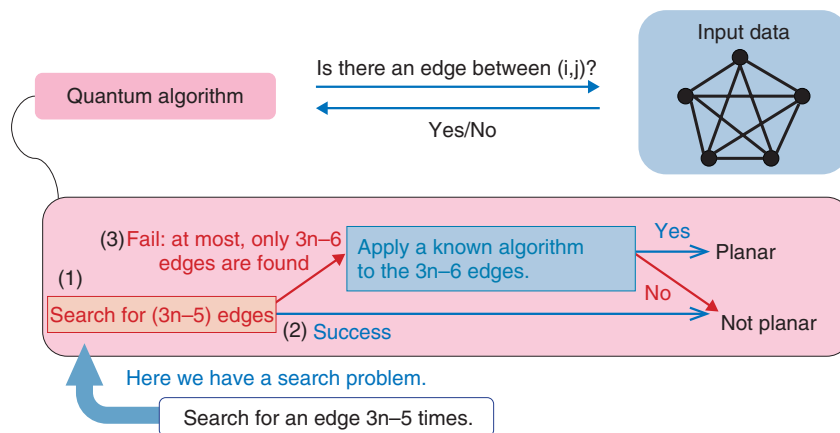 Input data
Is there an edge between (i,j)?
Quantum algorithm
Yes/No
(3) Fail: at most, only 3n–6
edges are found
Apply a known algorithm
to the 3n–6 edges.
Yes
Planar
(1)
No
Search for (3n–5) edges
(2) Success
Not planar
Here we have a search problem.
Search for an edge 3n–5 times.